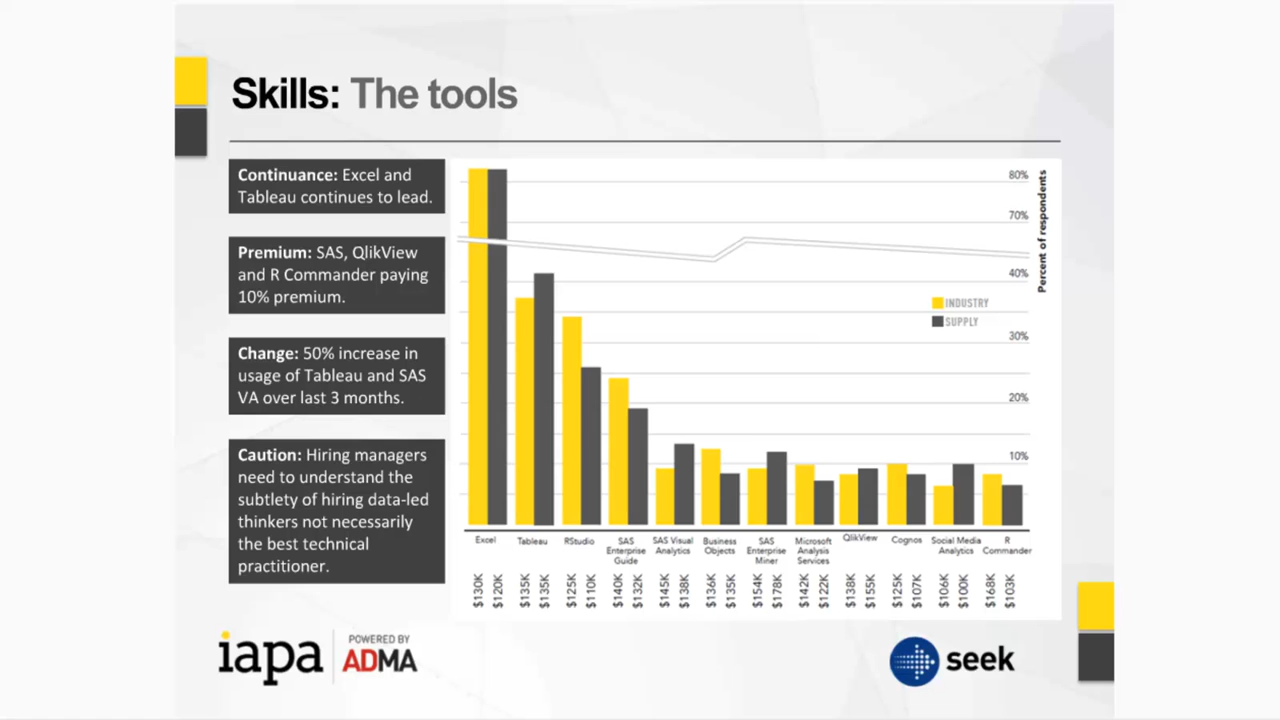 Skills: The tools
Continuance: Excel and
Tableau continues to lead.
Premium: SAS, QlikView
and R Commander paying
10% premium.
Change: 50% increase in
usage of Tableau and SAS
VA over last 3 months.
Caution: Hiring managers
need to understand the
subtlety of hiring data-led
thinkers not necessarily
the best technical
practitioner.
80%
70%
40%
30%
20%
10%
Percent of respondents
INDUSTRY
SUPPLY
Excel
Tableau
RStudio
SAS
Enterprise
Guide
SAS Visual
Analytics
Business
Objects
SAS
Enterprise
Miner
Microsoft
Analysis
Services
QlikView
Cognos
Social Media
Analytics
R
Commander
$130K
$120K
$135K
$135K
$125K
$110K
$140K
$132K
$145K
$138K
$136K
$135K
$154K
$178K
$142K
$122K
$138K
$155K
$125K
$107K
$106K
$100K
$168K
$103K
iapa
POWERED BY
ADMA
seek